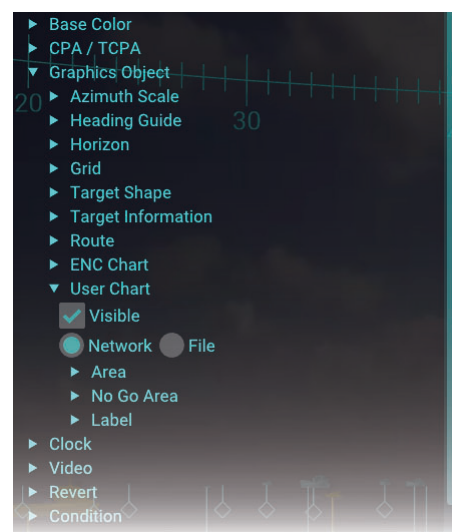 Base Color
CPA / TCPA
Graphics Object
20
Azimuth Scale
Heading Guide
30
Horizon
Grid
Target Shape
Target Information
Route
ENC Chart
User Chart
Visible
Network File
Area
No Go Area
Label
Clock
Video
Revert
Condition